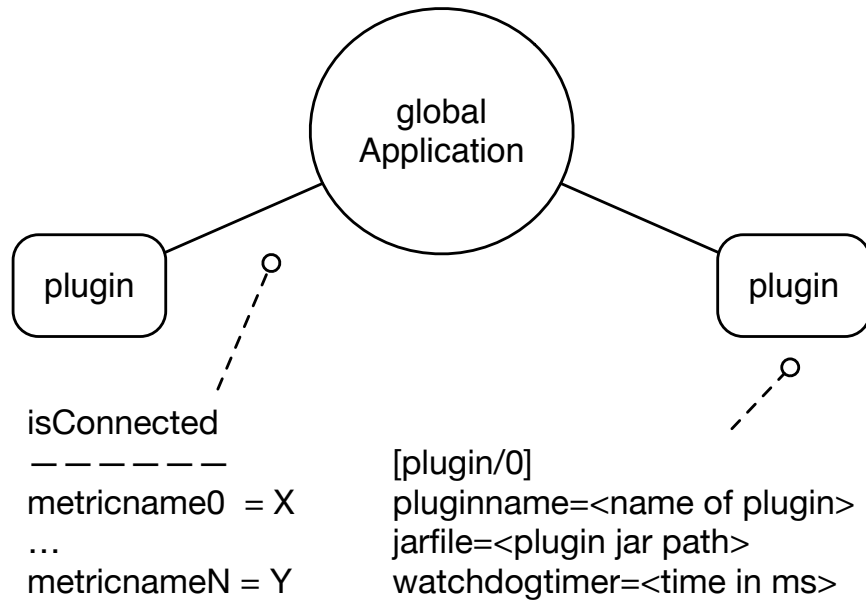 global
Application
plugin
plugin
isConnected
— — — — — —
metricname0 = X
...
metricnameN = Y
[plugin/0]
pluginname=<name of plugin>
jarfile=<plugin jar path>
watchdogtimer=<time in ms>